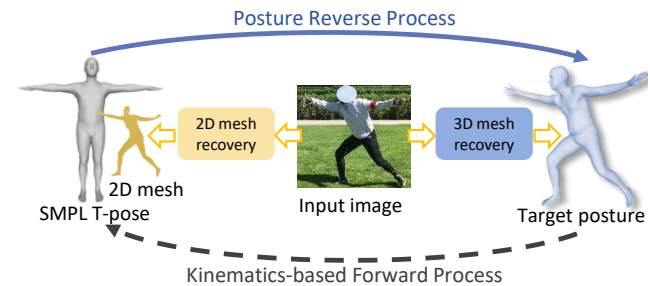 Posture Reverse Process
2D mesh
recovery
3D mesh
recovery
2D mesh
SMPL T-pose
Input image
Target posture
Kinematics-based Forward Process